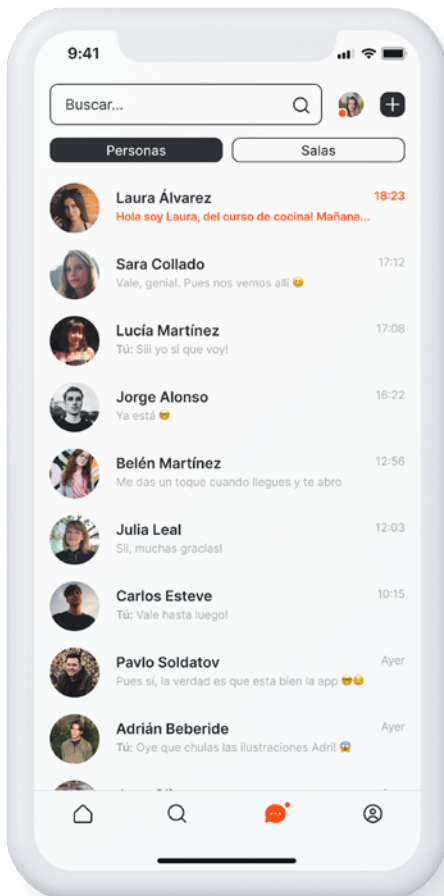 9:41
Buscar...
Personas Salas
Laura Álvarez 18:23
Hola soy Laura, del curso de cocina! Mañana...
Sara Collado 17:12
Vale, genial. Pues nos vemos allí 😊
Lucía Martínez 17:08
Tú: Siii yo si que voy!
Jorge Alonso 16:22
Ya está 🤓
Belén Martínez 12:56
Me das un toque cuando llegues y te abro
Julia Leal 12:03
Sii, muchas gracias!
Carlos Esteve 10:15
Tú: Vale hasta luego!
Pavlo Soldatov Ayer
Pues sí, la verdad es que esta bien la app 🤓😏
Adrián Beberide Ayer
Tú: Oye que chulas las ilustraciones Adri! 😱